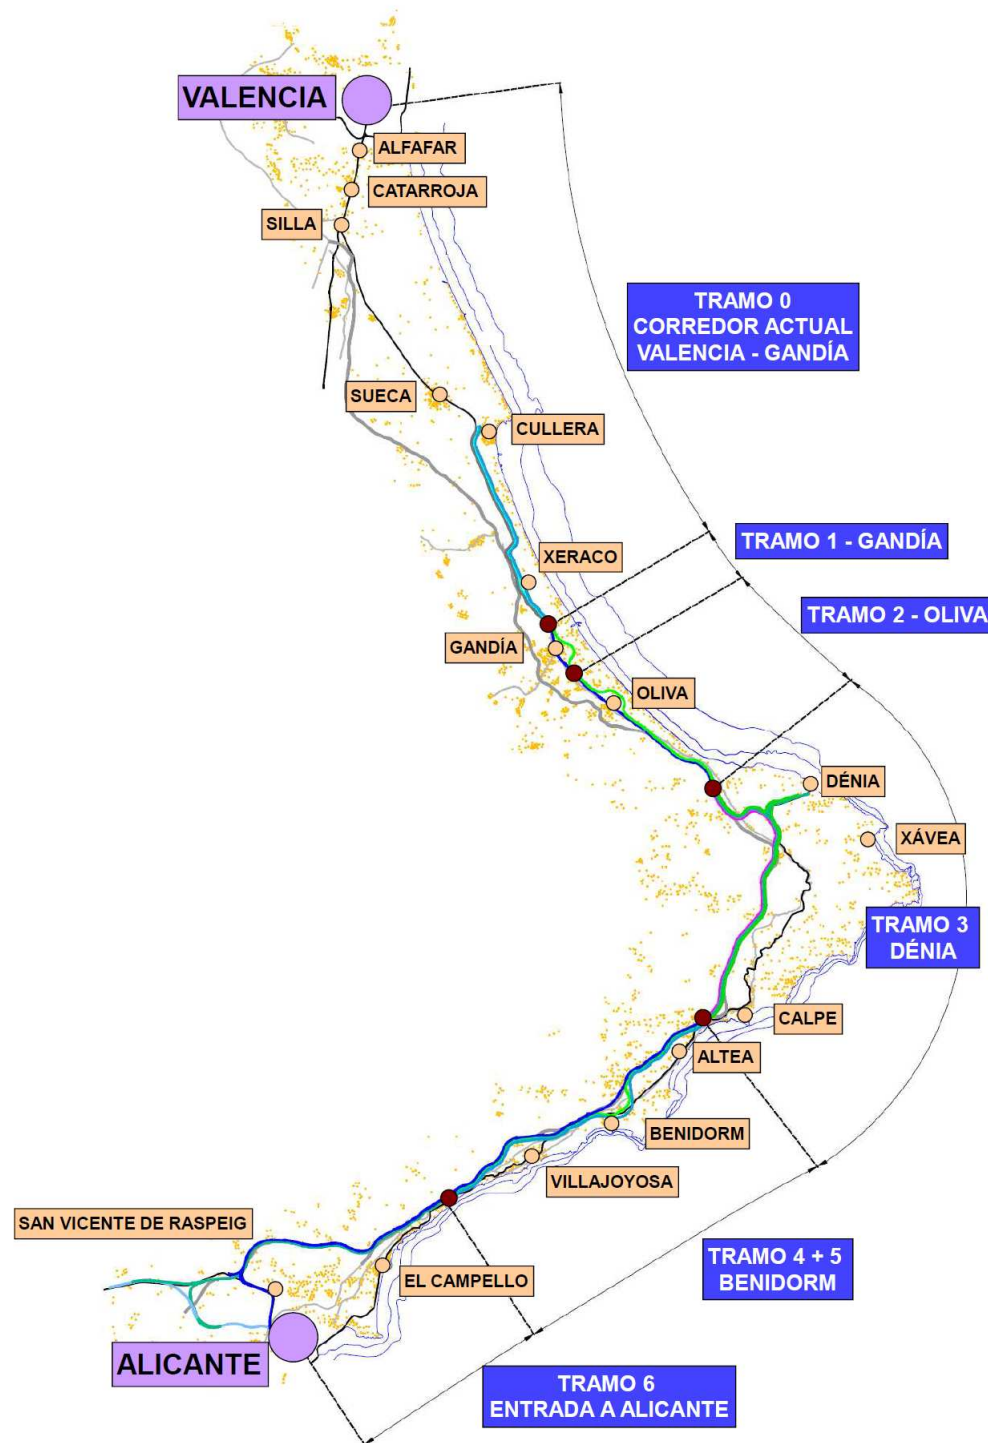 VALENCIA
ALFAFAR
CATARROJA
SILLA
TRAMO 0
CORREDOR ACTUAL
VALENCIA - GANDÍA
SUECA
CULLERA
TRAMO 1 - GANDÍA
XERACO
TRAMO 2 - OLIVA
GANDÍA
OLIVA
DÉNIA
XÁVEA
TRAMO 3
DÉNIA
CALPE
ALTEA
BENIDORM
VILLAJOYOSA
SAN VICENTE DE RASPEIG
TRAMO 4 + 5
BENIDORM
EL CAMPELLO
ALICANTE
TRAMO 6
ENTRADA A ALICANTE